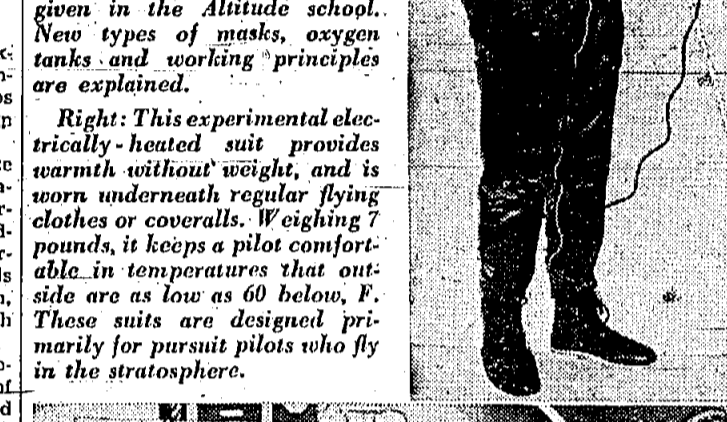 given in the Altitude school.
New types of masks, oxygen
tanks and working principles
are explained.
Right: This experimental elec-
trically-heated suit provides
warmth without weight, and is
worn underneath regular flying
clothes or coveralls. Weighing 7
pounds, it keeps a pilot comfort-
able in temperatures that out-
side are as low as 60 below, F.
These suits are designed pri-
marily for pursuit pilots who fly
in the stratosphere.